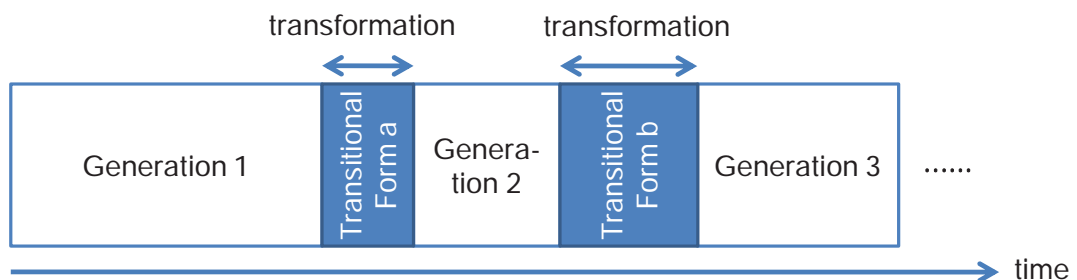 transformation
transformation
Generation 1
Transitional
Form a
Genera-
tion 2
Transitional
Form b
Generation 3
......
time